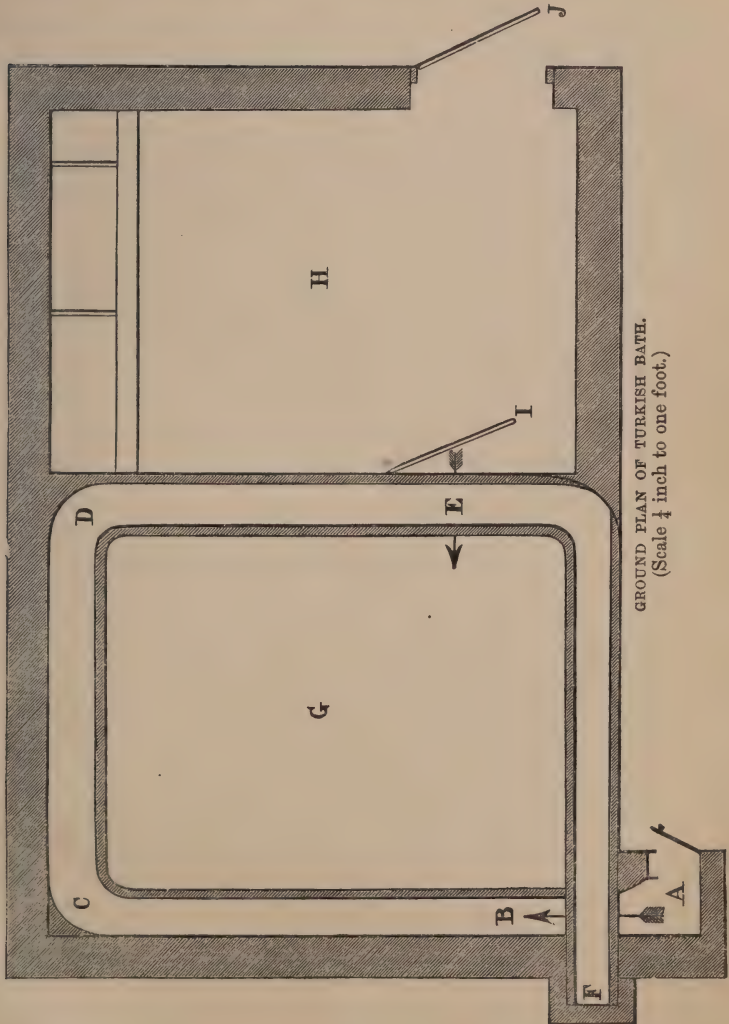 J
H
I
D
E
G
C
B
A
F
GROUND PLAN OF TURKISH BATH.
(Scale ¼ inch to one foot.)